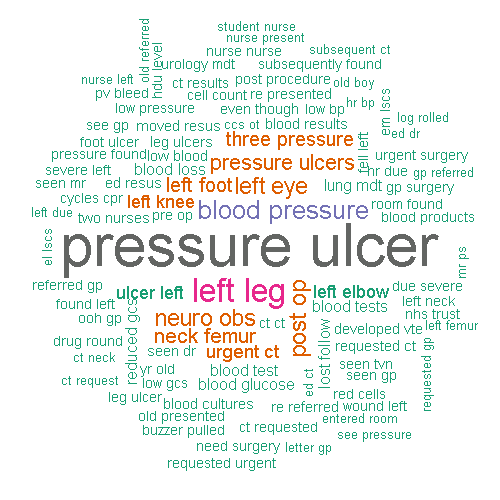 student nurse
nurse present
nurse nurse
subsequent ct
old referred
hdu level
urology mdt
subsequently found
nurse left
ct results
post procedure
old boy
pv bleed
cell count
re presented
hr bp
em lscs
low pressure
even though
low bp
log rolled
see gp
moved resus
ccs ot
blood results
ed dr
foot ulcer
leg ulcers
three pressure
fell left
pressure found
low blood
pressure ulcers
urgent surgery
severe left
blood loss
hr due
gp referred
seen mr
ed resus
left foot
left eye
lung mdt
gp surgery
cycles cpr
left knee
room found
left due
two nurses
pre op
blood pressure
blood products
el lscs
pressure ulcer
mr ps
referred gp
ulcer left
left leg
post op
left elbow
due severe
found left
blood tests
left neck
ooh gp
reduced gcs
neuro obs
ct ct
nhs trust
drug round
neck femur
lost follow
developed vte
left femur
ct neck
seen dr
urgent ct
requested ct
requested gp
yr old
blood test
seen tvn
ct request
low gcs
blood glucose
ed ct
seen gp
leg ulcer
blood cultures
red cells
old presented
re referred
wound left
buzzer pulled
ct requested
entered room
see pressure
need surgery
letter gp
requested urgent